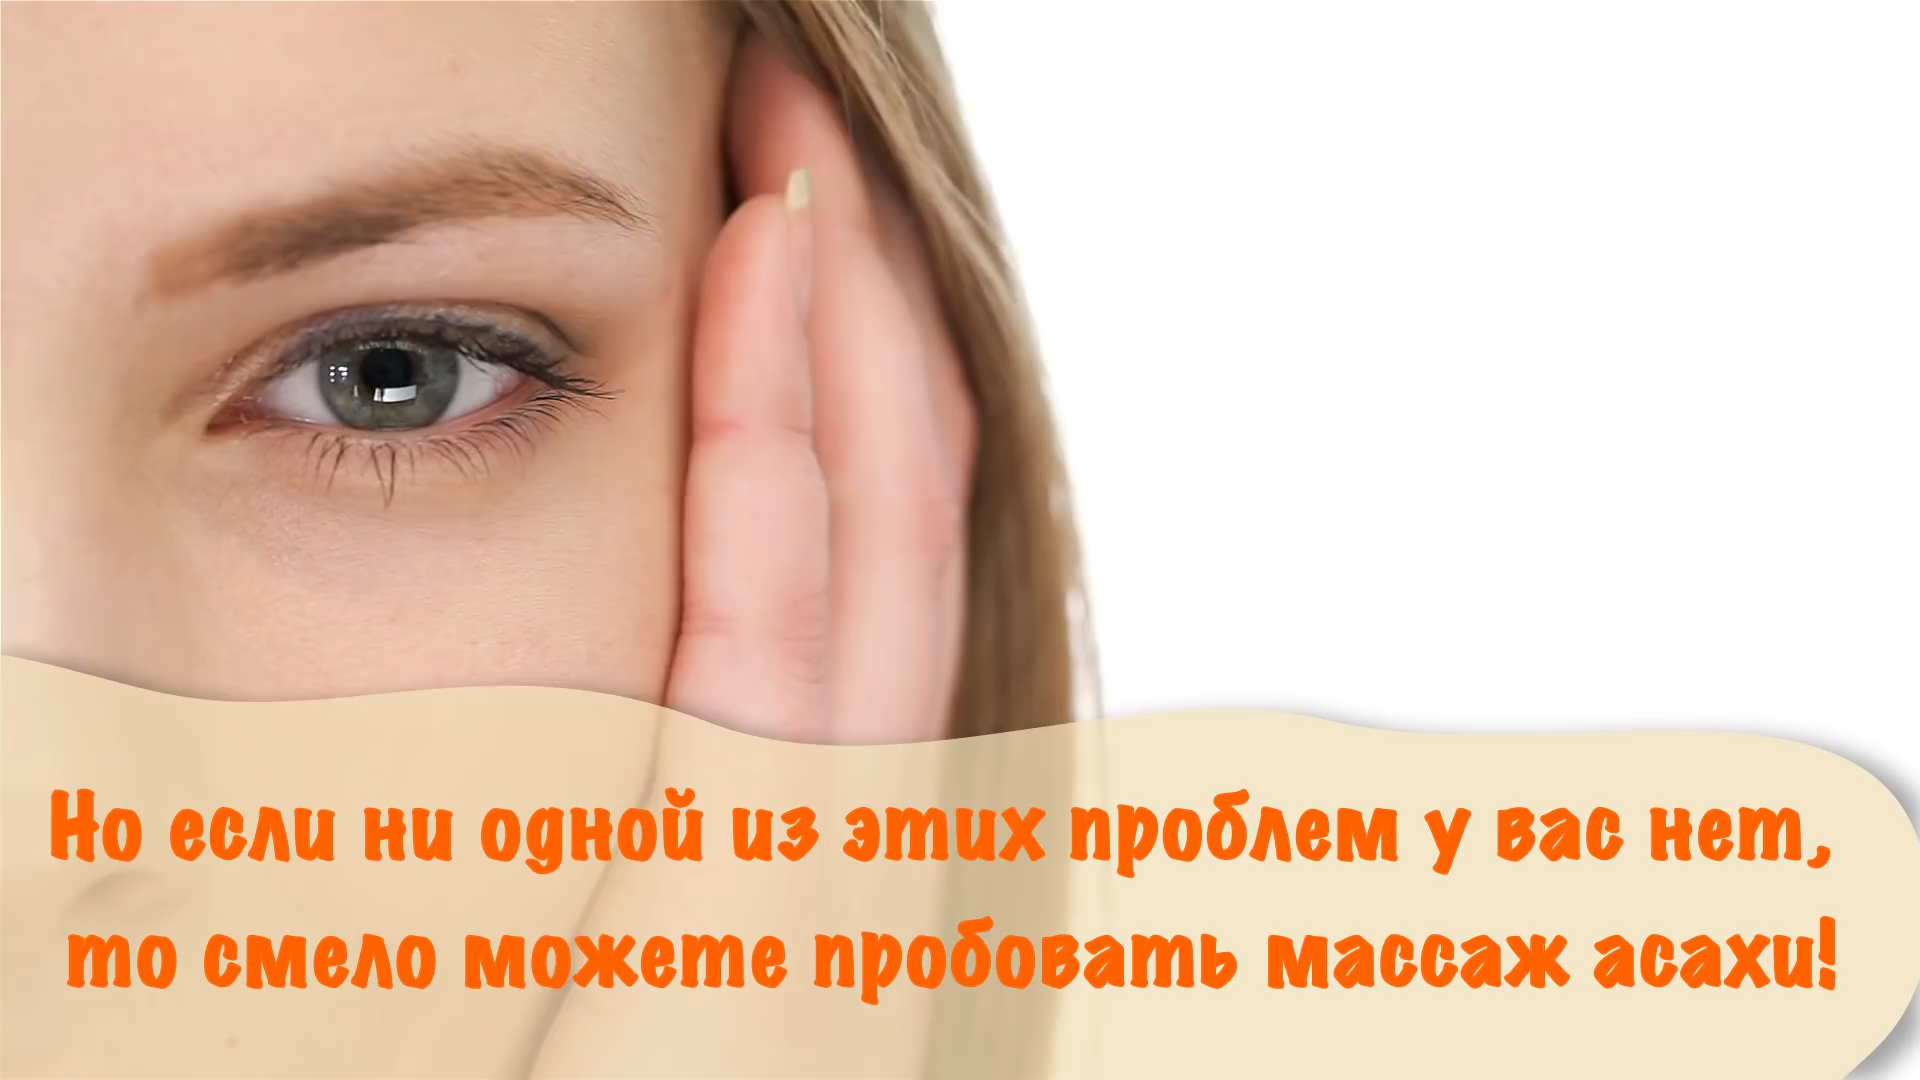 Но если ни одной из этих проблем у вас нет,
то смело можете пробовать массаж асахи!